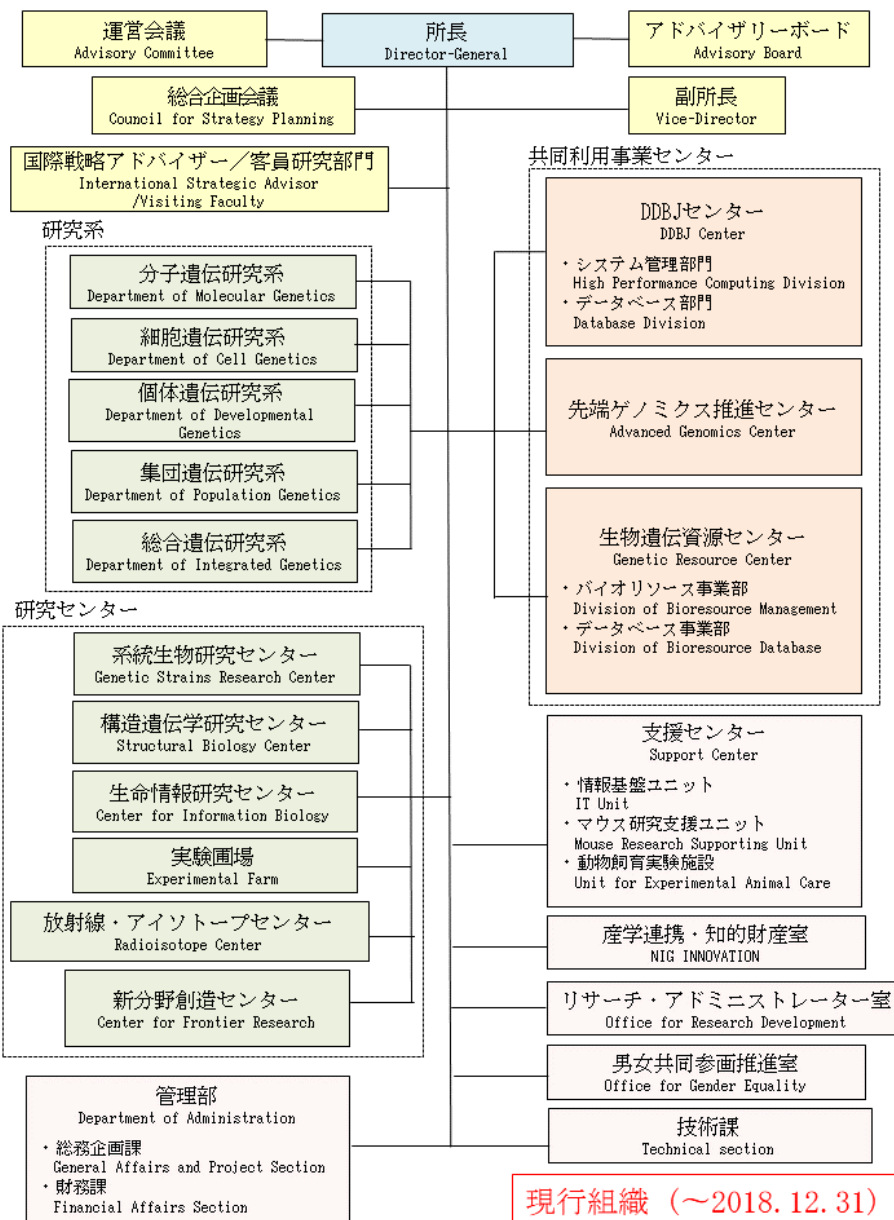 運営会議
Advisory Committee
所長
Director-General
アドバイザリーボード
Advisory Board
総合企画会議
Council for Strategy Planning
副所長
Vice-Director
国際戦略アドバイザー／客員研究部門
International Strategic Advisor
/Visiting Faculty
研究系
分子遺伝研究系
Department of Molecular Genetics
細胞遺伝研究系
Department of Cell Genetics
個体遺伝研究系
Department of Developmental
Genetics
集団遺伝研究系
Department of Population Genetics
総合遺伝研究系
Department of Integrated Genetics
共同利用事業センター
DDBJセンター
DDBJ Center
・システム管理部門
High Performance Computing Division
・データベース部門
Database Division
先端ゲノミクス推進センター
Advanced Genomics Center
生物遺伝資源センター
Genetic Resource Center
・バイオリソース事業部
Division of Bioresource Management
・データベース事業部
Division of Bioresource Database
研究センター
系統生物研究センター
Genetic Strains Research Center
構造遺伝学研究センター
Structural Biology Center
生命情報研究センター
Center for Information Biology
実験圃場
Experimental Farm
放射線・アイソトープセンター
Radioisotope Center
新分野創造センター
Center for Frontier Research
支援センター
Support Center
・情報基盤ユニット
IT Unit
・マウス研究支援ユニット
Mouse Research Supporting Unit
・動物飼育実験施設
Unit for Experimental Animal Care
産学連携・知的財産室
NIG INNOVATION
リサーチ・アドミニストレーター室
Office for Research Development
男女共同参画推進室
Office for Gender Equality
技術課
Technical section
管理部
Department of Administration
・総務企画課
General Affairs and Project Section
・財務課
Financial Affairs Section
現行組織（～2018.12.31）